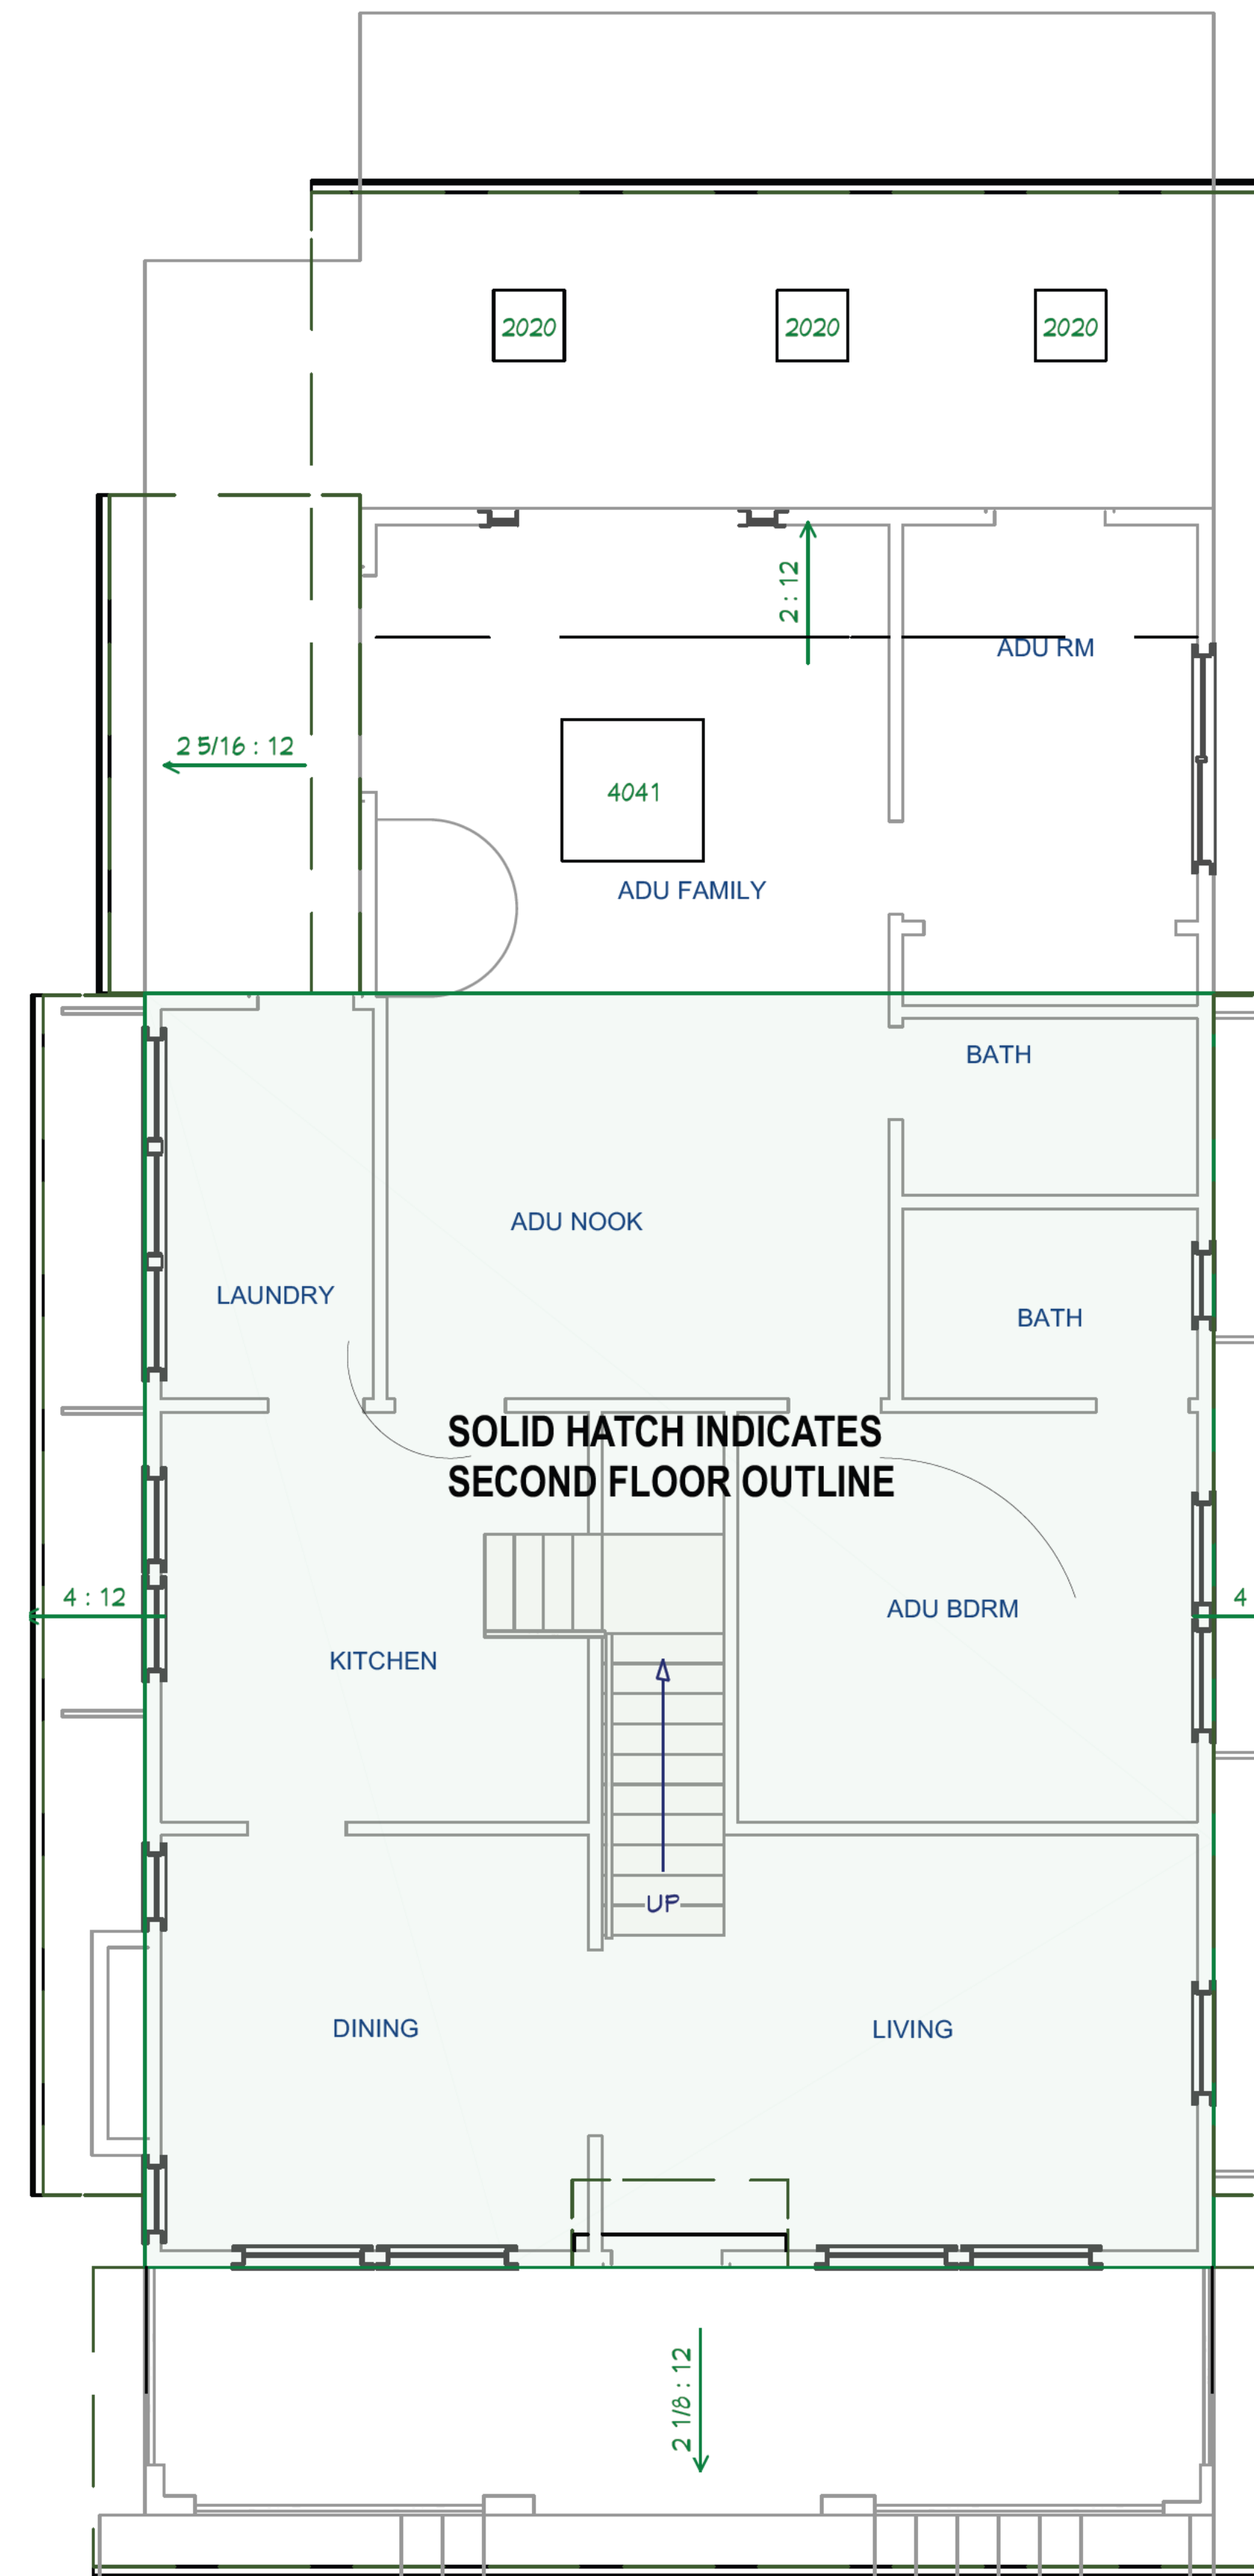 2020 2020 2020
2 : 12
ADU RM
2 5/16 : 12
4041
ADU FAMILY
BATH
ADU NOOK
LAUNDRY
BATH
SOLID HATCH INDICATES
SECOND FLOOR OUTLINE
4 : 12
4
ADU BDRM
KITCHEN
UP
DINING
LIVING
2 1/8 : 12